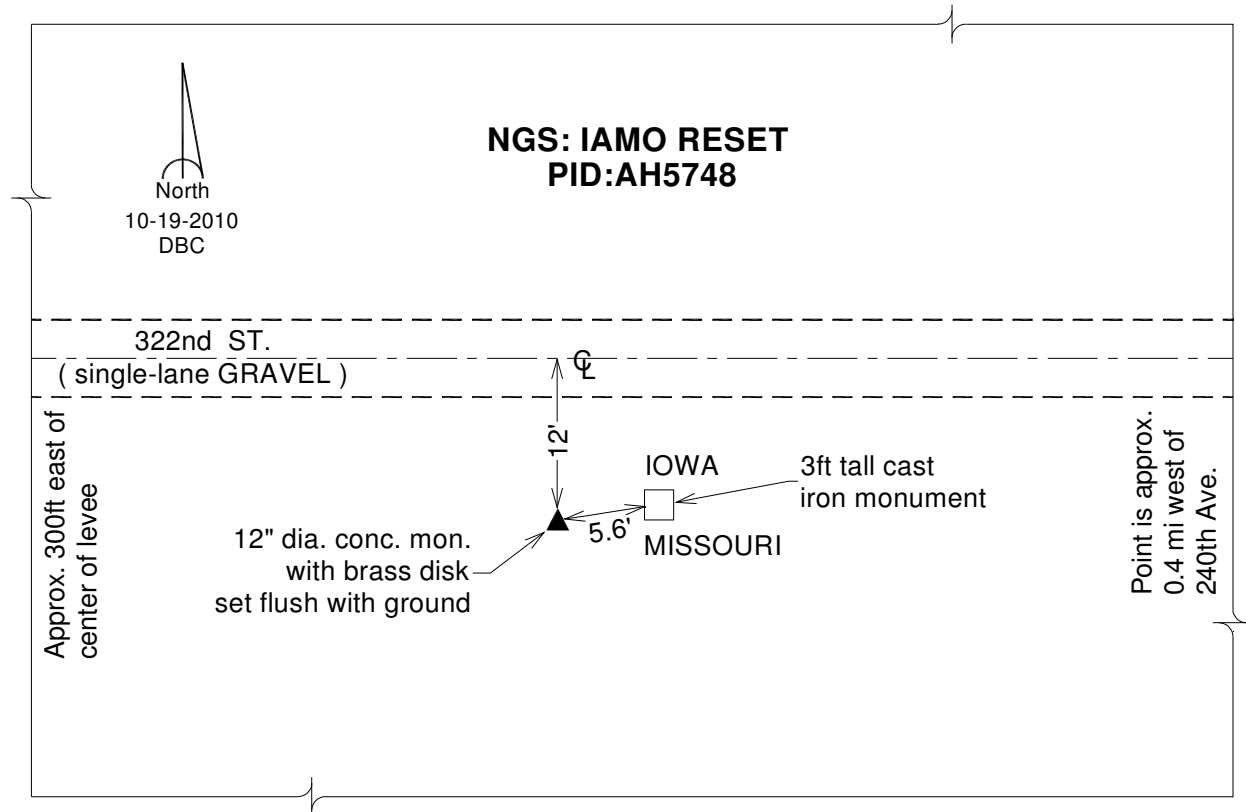 NGS: IAMO RESET
PID:AH5748
North
10-19-2010
DBC
322nd ST.
( single-lane GRAVEL )
℄
12'
Approx. 300ft east of
center of levee
IOWA
MISSOURI
5.6'
3ft tall cast
iron monument
12" dia. conc. mon.
with brass disk
set flush with ground
Point is approx.
0.4 mi west of
240th Ave.